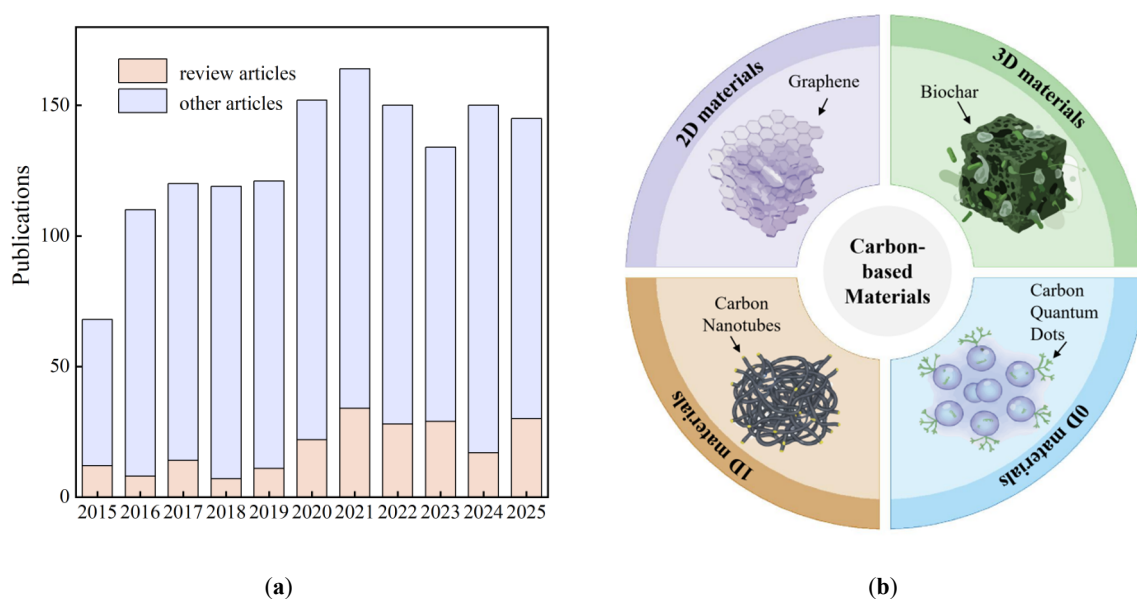 review articles
other articles
Publications
150
100
50
0
2015 2016 2017 2018 2019 2020 2021 2022 2023 2024 2025
(a)
2D materials
Graphene
3D materials
Biochar
Carbon-
based
Materials
1D materials
Carbon
Nanotubes
0D materials
Carbon
Quantum
Dots
(b)